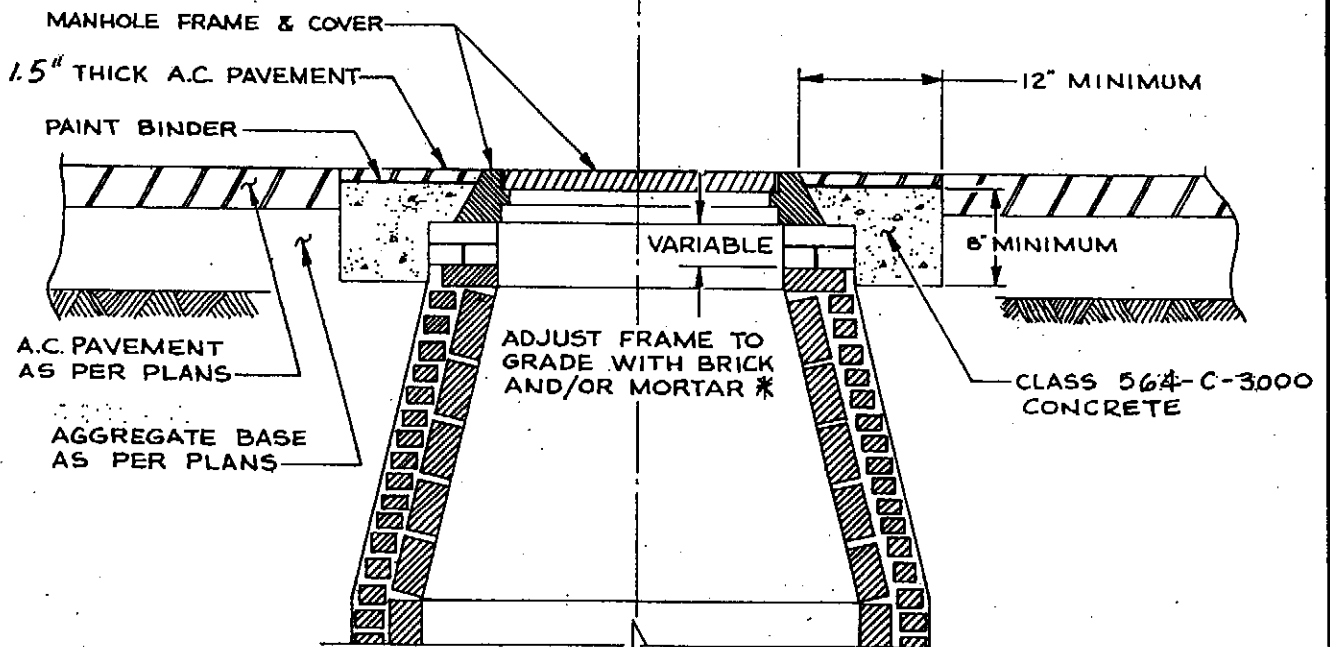 MANHOLE FRAME & COVER
1.5" THICK A.C. PAVEMENT
PAINT BINDER
12" MINIMUM
VARIABLE
8" MINIMUM
ADJUST FRAME TO
GRADE WITH BRICK
AND/OR MORTAR *
A.C. PAVEMENT
AS PER PLANS
AGGREGATE BASE
AS PER PLANS
CLASS 564-C-3000
CONCRETE